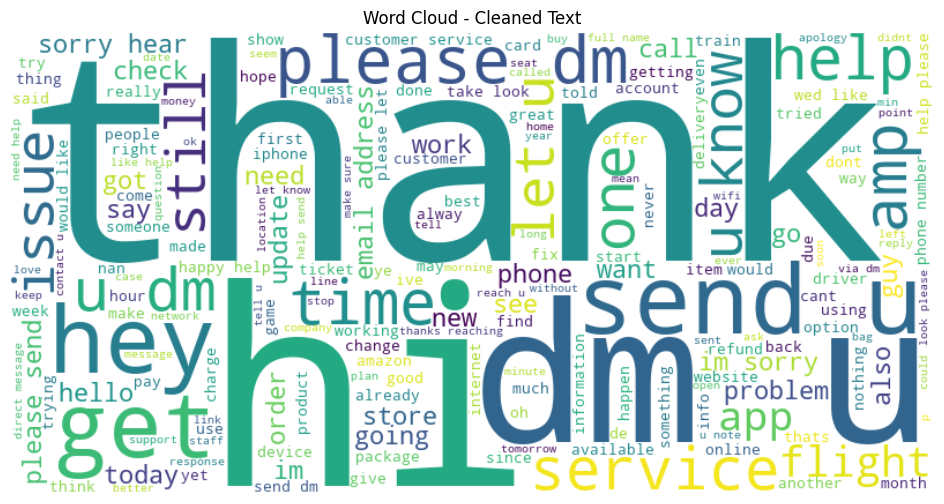 Word Cloud - Cleaned Text
sorry hear
please dm
customer service
card
buy
full name
train
apology
didnt
help
try
thing
check
show
seem
seat
call
getting
said
really
date
hope
request
done
take look
told
account
wed like
help please
money
able
called
tried
min
need help
issue
thank
still
people
right
ok
first
iphone
email address
please let
great
home
year
work
customer
let u
one
offer
deliveryeven
u know
put
dont
point
amp
phone number
like help
got
say
come
someone
would like
question
need
let know
location
update
help send
make sure
best
alway
tell
long
fix
mean
never
start
day
wifi
go
way
due
soon
guy
left
reply
love
keep
contact u
nan
made
case
happy help
ticket
line
eye
ive
may
morning
phone
want
item
would
ever
driver
via dm
look please
week
u dm
hour
make
network
tell u
game
stop
time
new
see
find
reach u
without
send u
cant
using
option
please send
hey
message
company
working
thanks reaching
change
amazon
good
internet
dm u
sent
ask
refund
back
bag
could
direct message
trying
hello
pay
charge
hi
order
product
plan
already
minute
much
oh
information
happen
something
im sorry
website
problem
open
info
nothing
also
p
get
link
use
staff
support
response
device
im
store
going
package
give
since
tomorrow
de
available
u note
app
online
thats
another
think
today
yet
better
send dm
service
flight
month